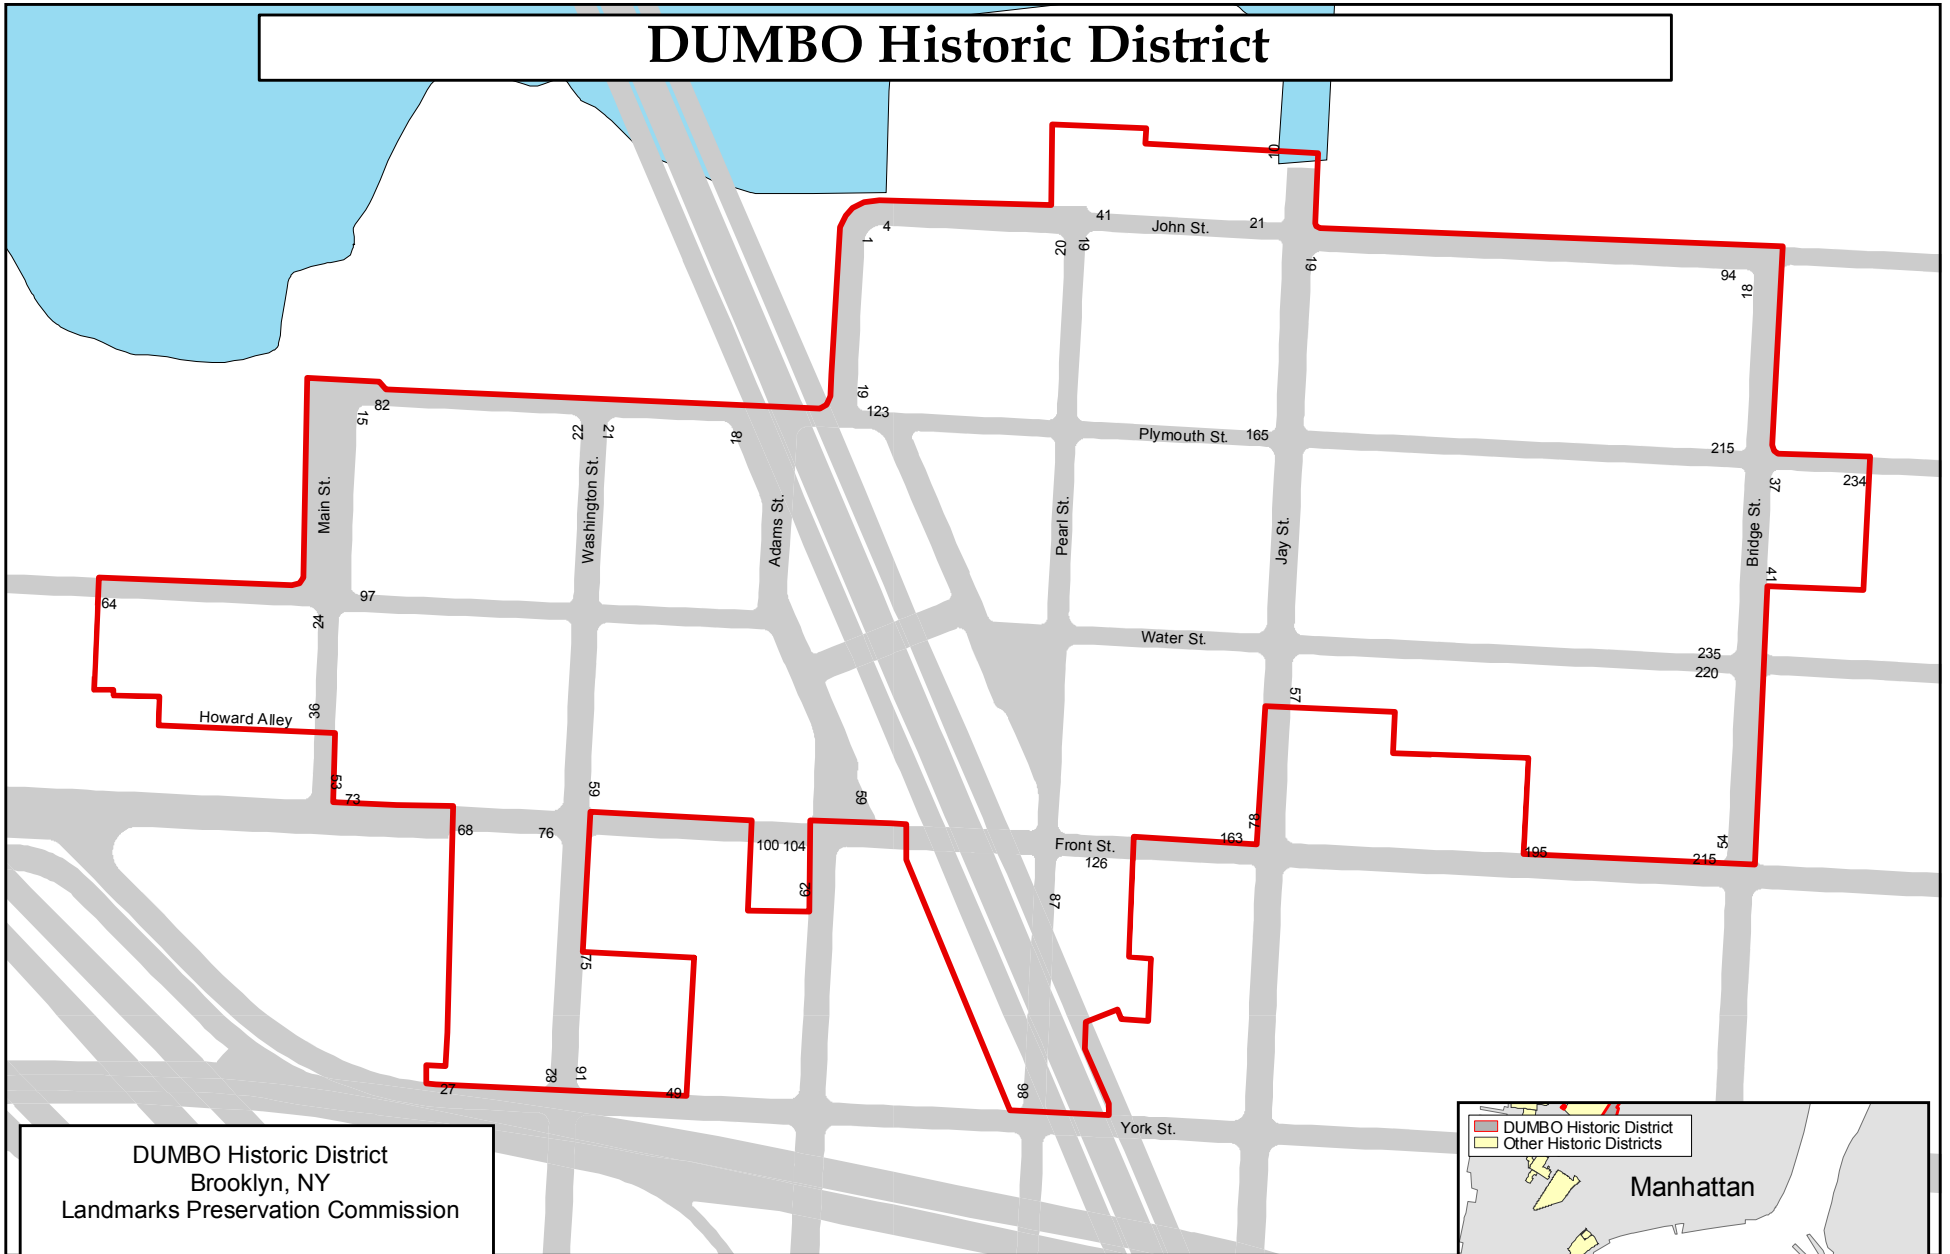 DUMBO Historic District
10
41
John St.
21
4
1
20
19
19
94
18
19
123
82
15
22
21
18
Plymouth St.
165
215
37
234
Main St.
Washington St.
Adams St.
Pearl St.
Jay St.
Bridge St.
41
64
97
24
Water St.
235
220
36
Howard Alley
57
53
73
59
59
68
76
100 104
69
Front St.
126
163
78
195
215
54
87
75
27
82
91
49
98
York St.
DUMBO Historic District
Brooklyn, NY
Landmarks Preservation Commission
DUMBO Historic District
Other Historic Districts
Manhattan